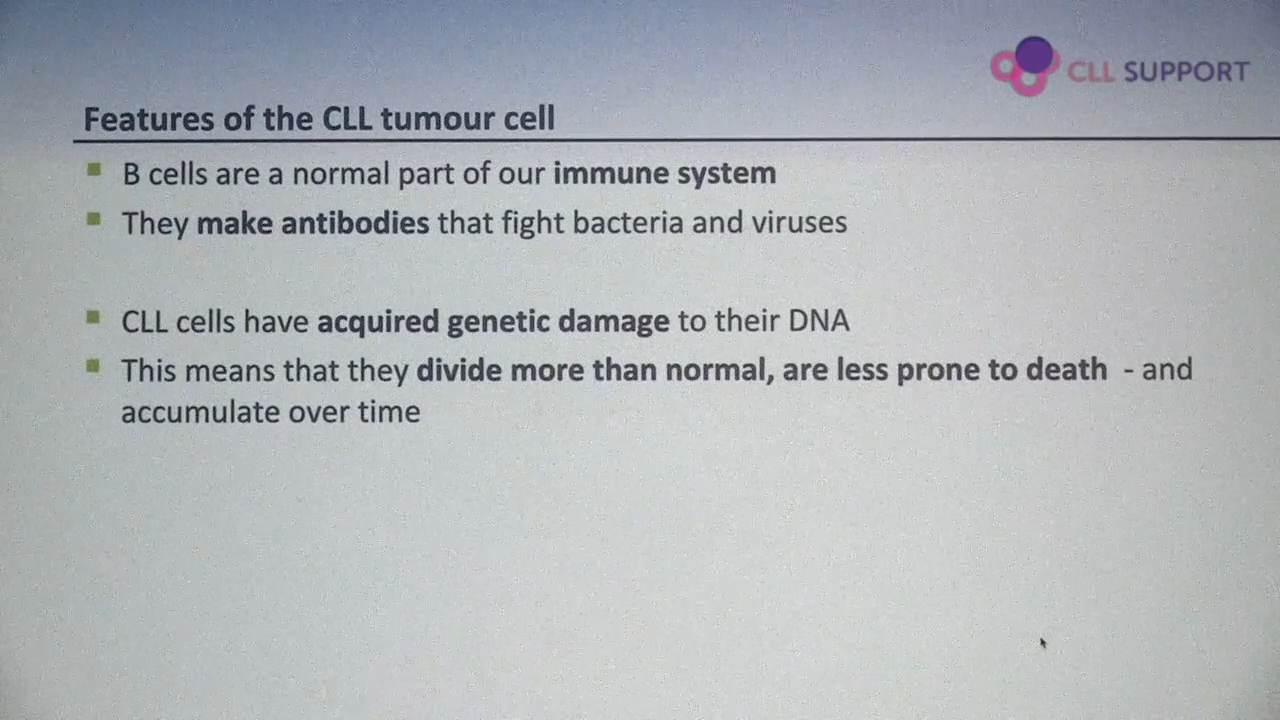 CLL SUPPORT
Features of the CLL tumour cell
B cells are a normal part of our immune system
They make antibodies that fight bacteria and viruses
CLL cells have acquired genetic damage to their DNA
This means that they divide more than normal, are less prone to death - and
accumulate over time